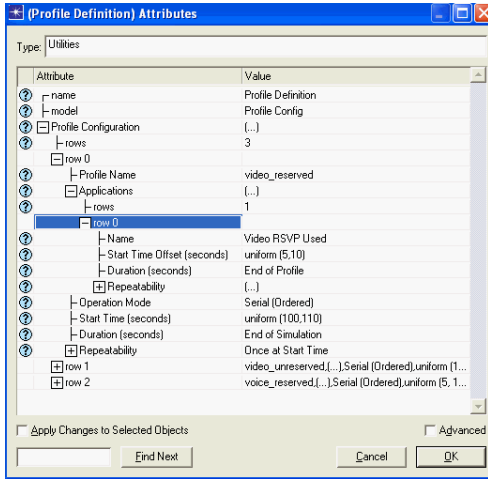 (Profile Definition) Attributes
Type: Utilities
Attribute Value
name Profile Definition
model Profile Config
Profile Configuration (...)
rows 3
row 0
Profile Name video_reserved
Applications (...)
rows 1
row 0
Name Video RSVP Used
Start Time Offset (seconds) uniform (5,10)
Duration (seconds) End of Profile
Repeatability (...)
Operation Mode Serial (Ordered)
Start Time (seconds) uniform (100,110)
Duration (seconds) End of Simulation
Repeatability Once at Start Time
row 1 video_unreserved,(...),Serial (Ordered),uniform (1...
row 2 voice_reserved,(...),Serial (Ordered),uniform (5, 1...
Apply Changes to Selected Objects Advanced
Find Next Cancel OK